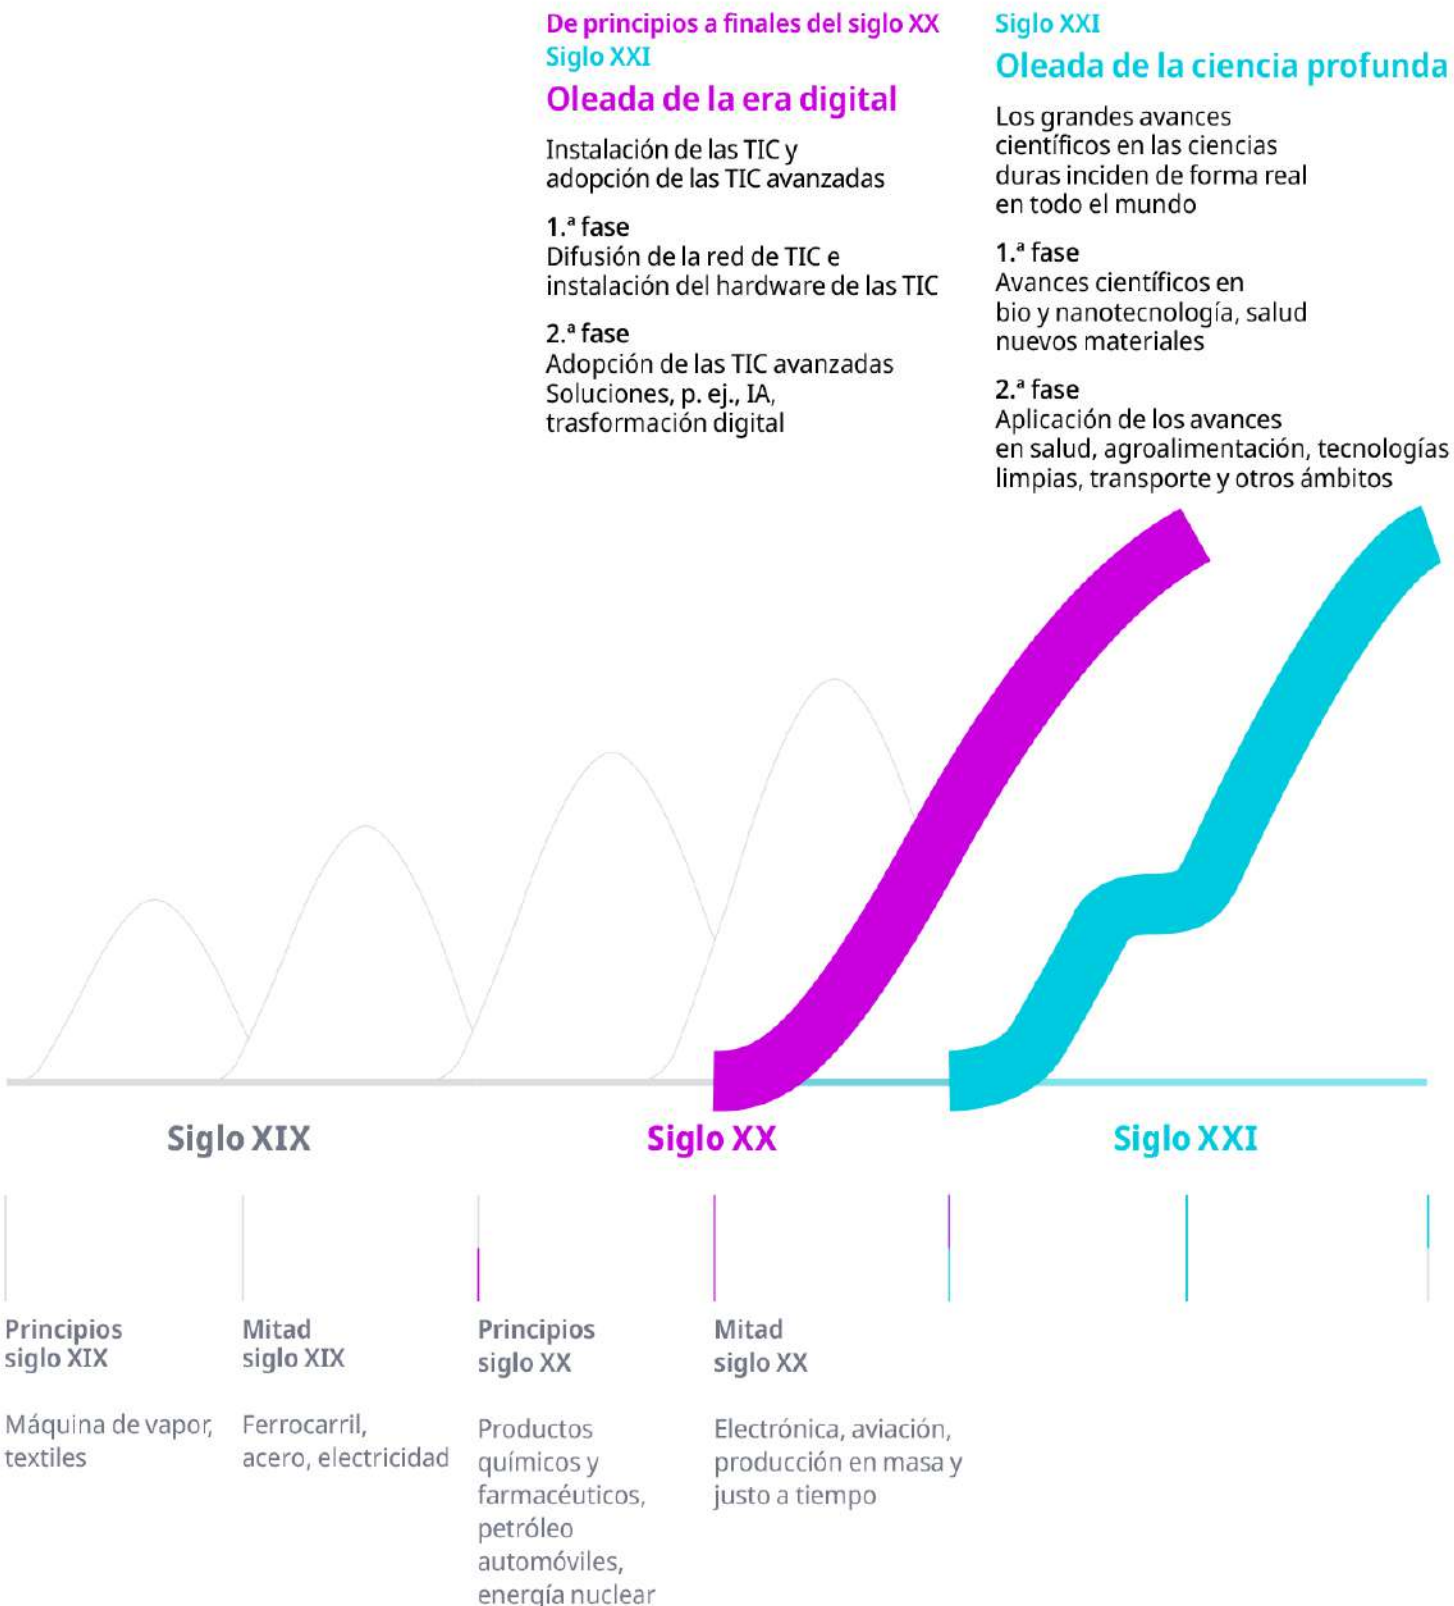 De principios a finales del siglo XX
Siglo XXI
Oleada de la era digital
Instalación de las TIC y
adopción de las TIC avanzadas
1.ª fase
Difusión de la red de TIC e
instalación del hardware de las TIC
2.ª fase
Adopción de las TIC avanzadas
Soluciones, p. ej., IA,
trasformación digital
Siglo XXI
Oleada de la ciencia profunda
Los grandes avances
científicos en las ciencias
duras inciden de forma real
en todo el mundo
1.ª fase
Avances científicos en
bio y nanotecnología, salud
nuevos materiales
2.ª fase
Aplicación de los avances
en salud, agroalimentación, tecnologías
limpias, transporte y otros ámbitos
Siglo XIX
Siglo XX
Siglo XXI
Principios
siglo XIX
Máquina de vapor,
textiles
Mitad
siglo XIX
Ferrocarril,
acero, electricidad
Principios
siglo XX
Productos
químicos y
farmacéuticos,
petróleo
automóviles,
energía nuclear
Mitad
siglo XX
Electrónica, aviación,
producción en masa y
justo a tiempo